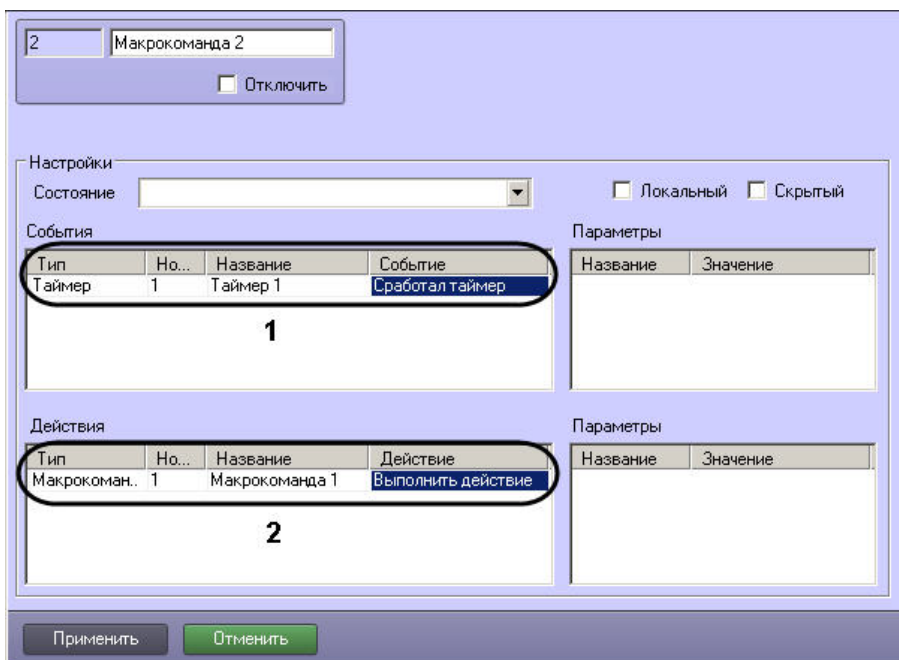 2 Макрокоманда 2
Отключить
Настройки
Состояние
Локальный Скрытый
События Параметры
Тип Но... Название Событие Название Значение
Таймер 1 Таймер 1 Сработал таймер
1
Действия Параметры
Тип Но... Название Действие Название Значение
Макрокоман.. 1 Макрокоманда 1 Выполнить действие
2
Применить Отменить